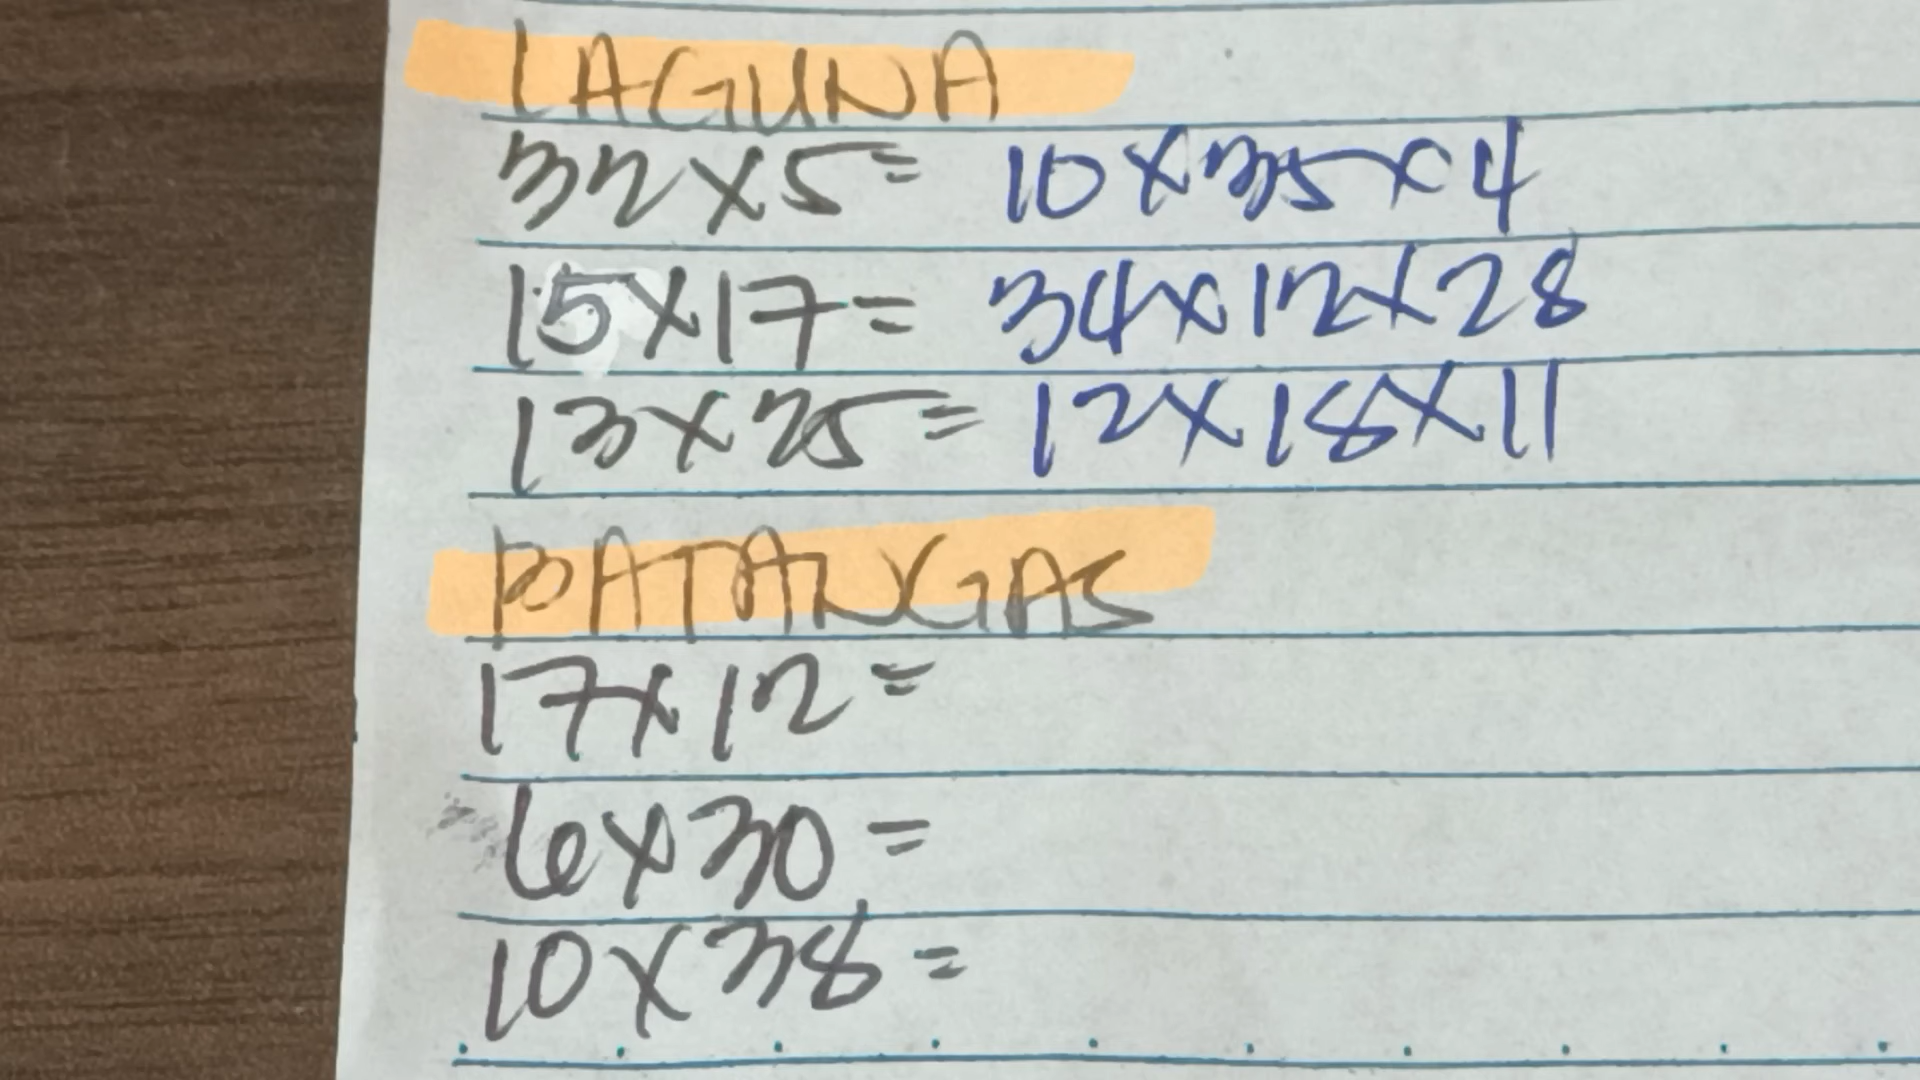 LAGUNA
32x5= 10x35x4
15x17= 34x12x28
13x25= 12x18x11
BATANGAS
17x12=
6x30=
10x38=